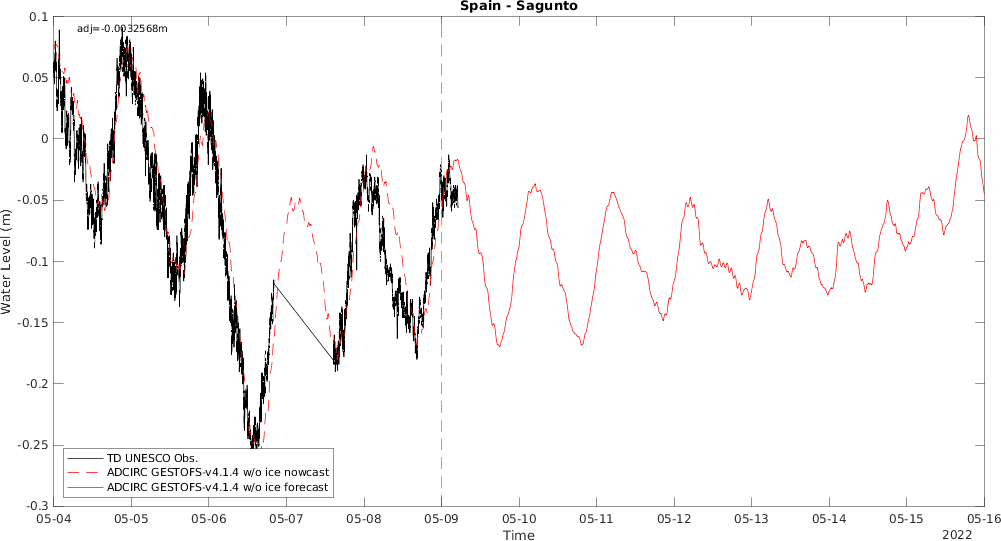 Spain - Sagunto
adj=-0.0032568m
0.1
0.05
0
-0.05
-0.1
-0.15
-0.2
-0.25
-0.3
Water Level (m)
TD UNESCO Obs.
ADCIRC GESTOFS-v4.1.4 w/o ice nowcast
ADCIRC GESTOFS-v4.1.4 w/o ice forecast
05-04 05-05 05-06 05-07 05-08 05-09 05-10 05-11 05-12 05-13 05-14 05-15 05-16
Time
2022